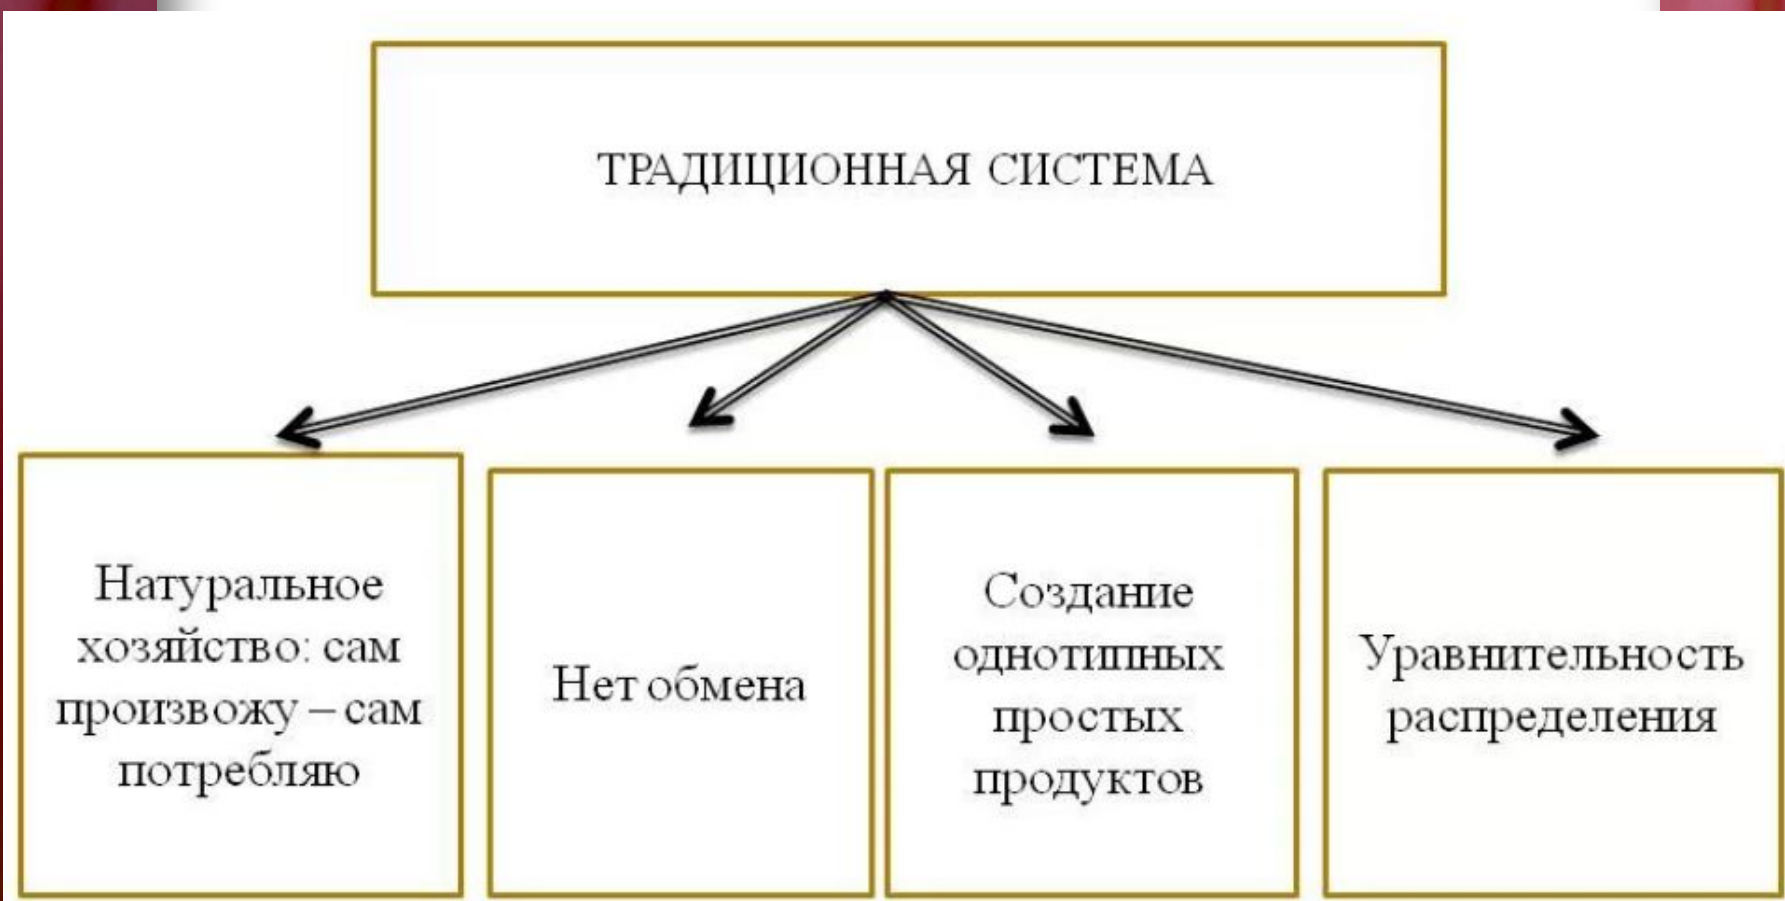 ТРАДИЦИОННАЯ СИСТЕМА
Натуральное
хозяйство: сам
произвожу – сам
потребляю
Нет обмена
Создание
однотипных
простых
продуктов
Уравнительность
распределения